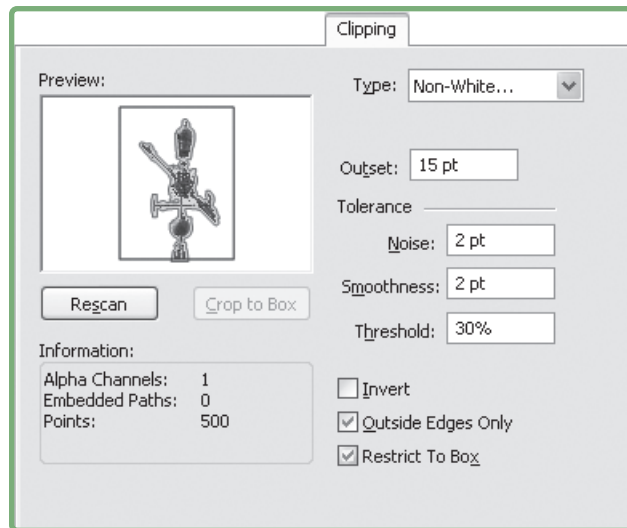 Clipping
Preview:
Type: Non-White...
Outset: 15 pt
Tolerance
Noise: 2 pt
Smoothness: 2 pt
Threshold: 30%
Rescan Crop to Box
Information:
Alpha Channels: 1
Embedded Paths: 0
Points: 500
Invert
Outside Edges Only
Restrict To Box